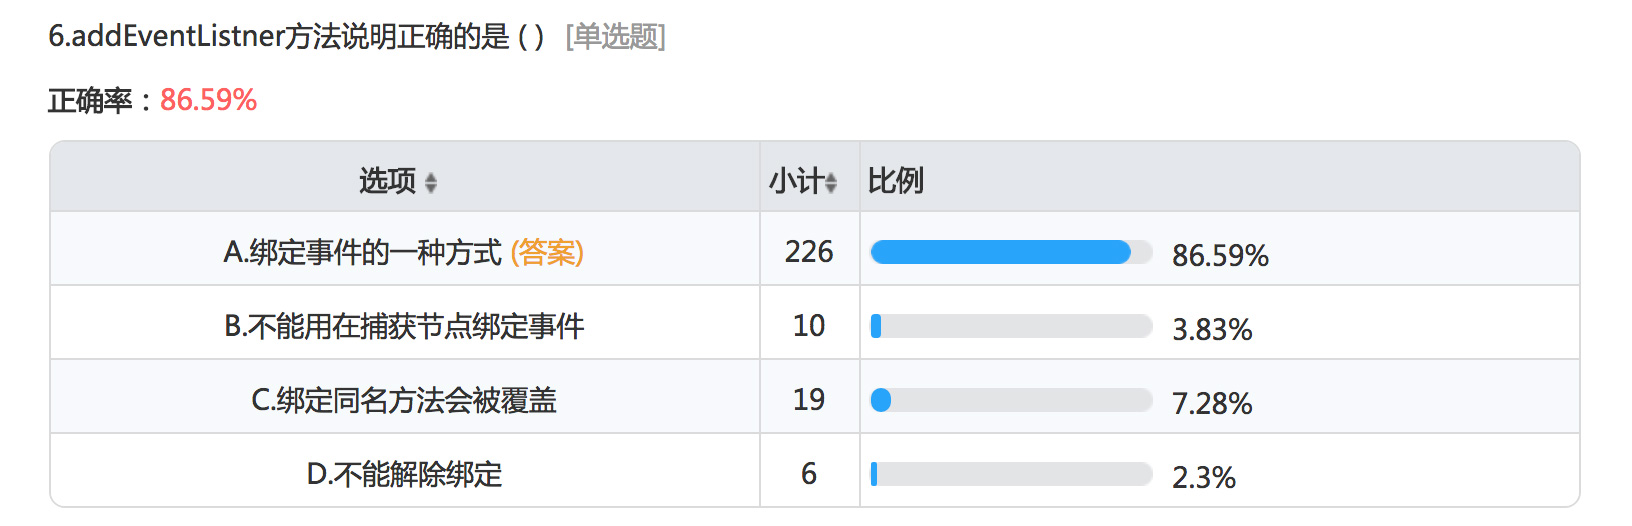 6.addEventListner方法说明正确的是 ( ) [单选题]
正确率：86.59%
选项 小计 比例
A.绑定事件的一种方式 (答案) 226 86.59%
B.不能用在捕获节点绑定事件 10 3.83%
C.绑定同名方法会被覆盖 19 7.28%
D.不能解除绑定 6 2.3%